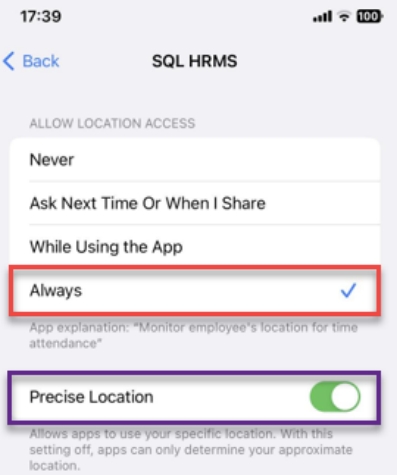 17:39
100
Back
SQL HRMS
ALLOW LOCATION ACCESS
Never
Ask Next Time Or When I Share
While Using the App
Always
App explanation: "Monitor employee's location for time
attendance"
Precise Location
Allows apps to use your specific location. With this
setting off, apps can only determine your approximate
location.